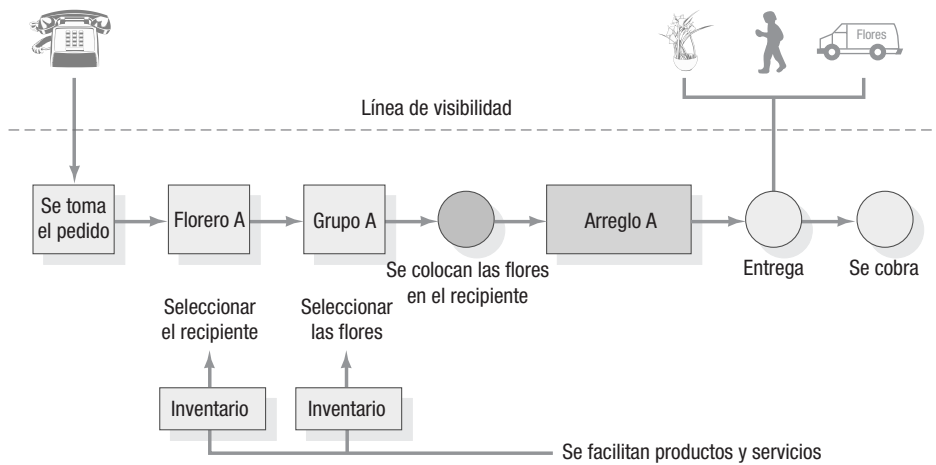 Flores
Línea de visibilidad
Se toma
el pedido
Florero A
Grupo A
Se colocan las flores
en el recipiente
Arreglo A
Entrega
Se cobra
Seleccionar
el recipiente
Seleccionar
las flores
Inventario
Inventario
Se facilitan productos y servicios